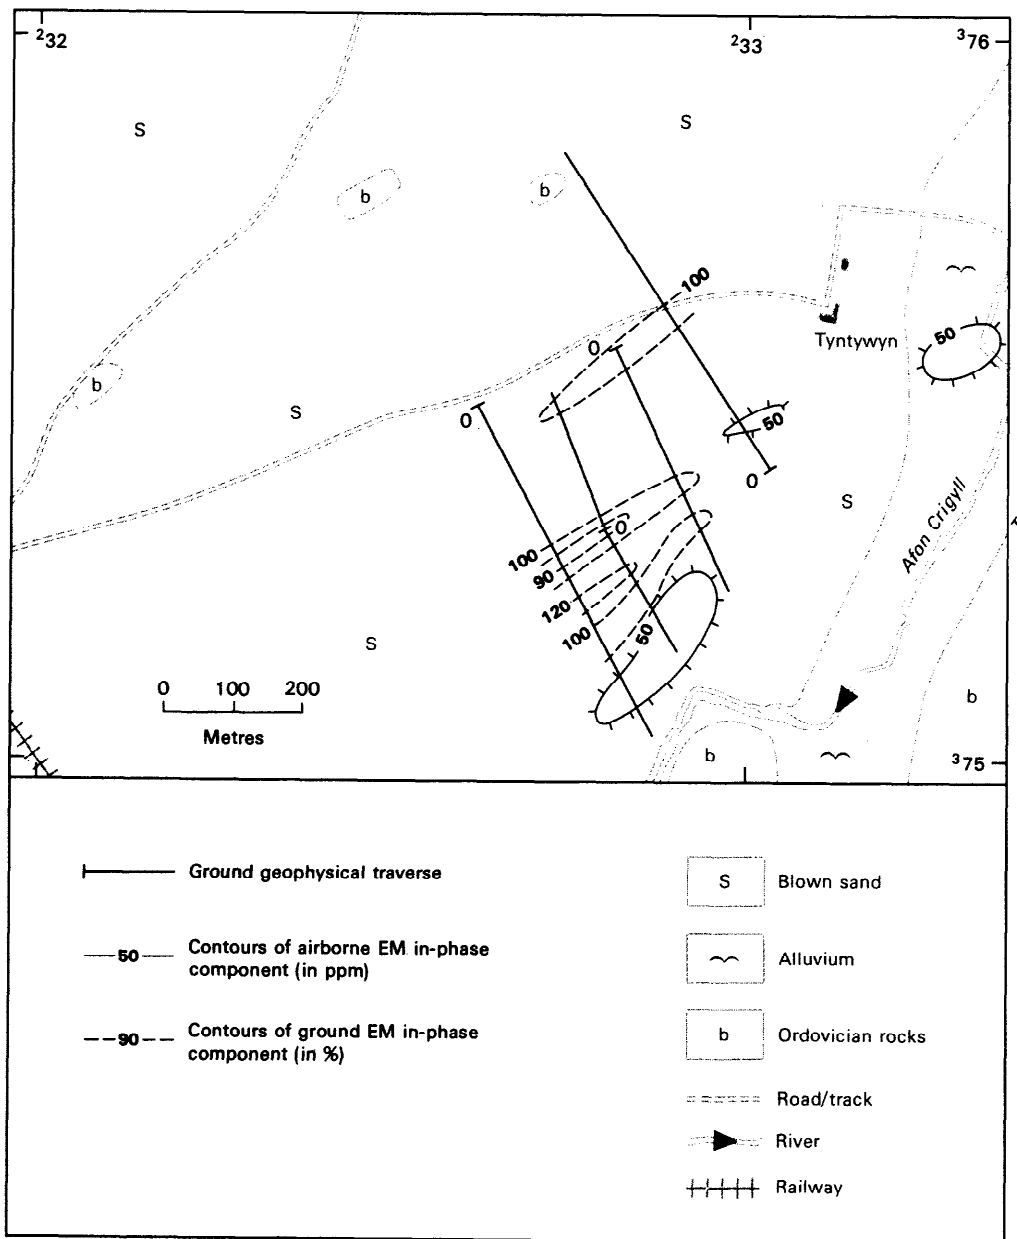 ²32
²33
³76
S
S
b
b
100
Tyntywyn
50
0
b
S
0
50
0
S
Afon Crigyll
0
100
90
120
100
50
S
0 100 200
Metres
b
b
³75
Ground geophysical traverse
S Blown sand
50 Contours of airborne EM in-phase
component (in ppm)
Alluvium
90 Contours of ground EM in-phase
component (in %)
b Ordovician rocks
Road/track
River
Railway